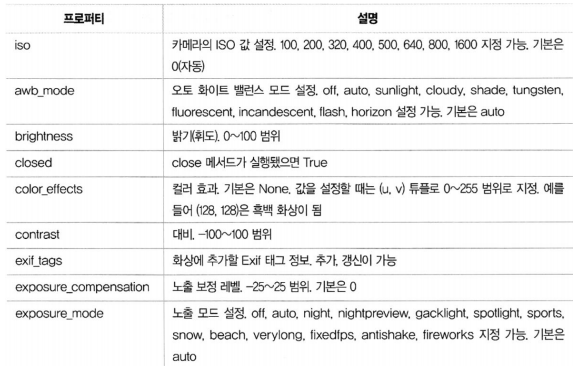 프로퍼티 설명
iso 카메라의 ISO 값 설정. 100, 200, 320, 400, 500, 640, 800, 1600 지정 가능. 기본은
0(자동)
awb_mode 오토 화이트 밸런스 모드 설정. off, auto, sunlight, cloudy, shade, tungsten,
fluorescent, incandescent, flash, horizon 설정 가능. 기본은 auto
brightness 밝기(휘도). 0~100 범위
closed close 메서드가 실행됐으면 True
color_effects 컬러 효과. 기본은 None. 값을 설정할 때는 (u, v) 튜플로 0~255 범위로 지정. 예를
들어 (128, 128)은 흑백 화상이 됨
contrast 대비. -100~100 범위
exif_tags 화상에 추가할 Exif 태그 정보. 추가, 갱신이 가능
exposure_compensation 노출 보정 레벨. -25~25 범위. 기본은 0
exposure_mode 노출 모드 설정. off, auto, night, nightpreview, gacklight, spotlight, sports,
snow, beach, verylong, fixedfps, antishake, fireworks 지정 가능. 기본은
auto